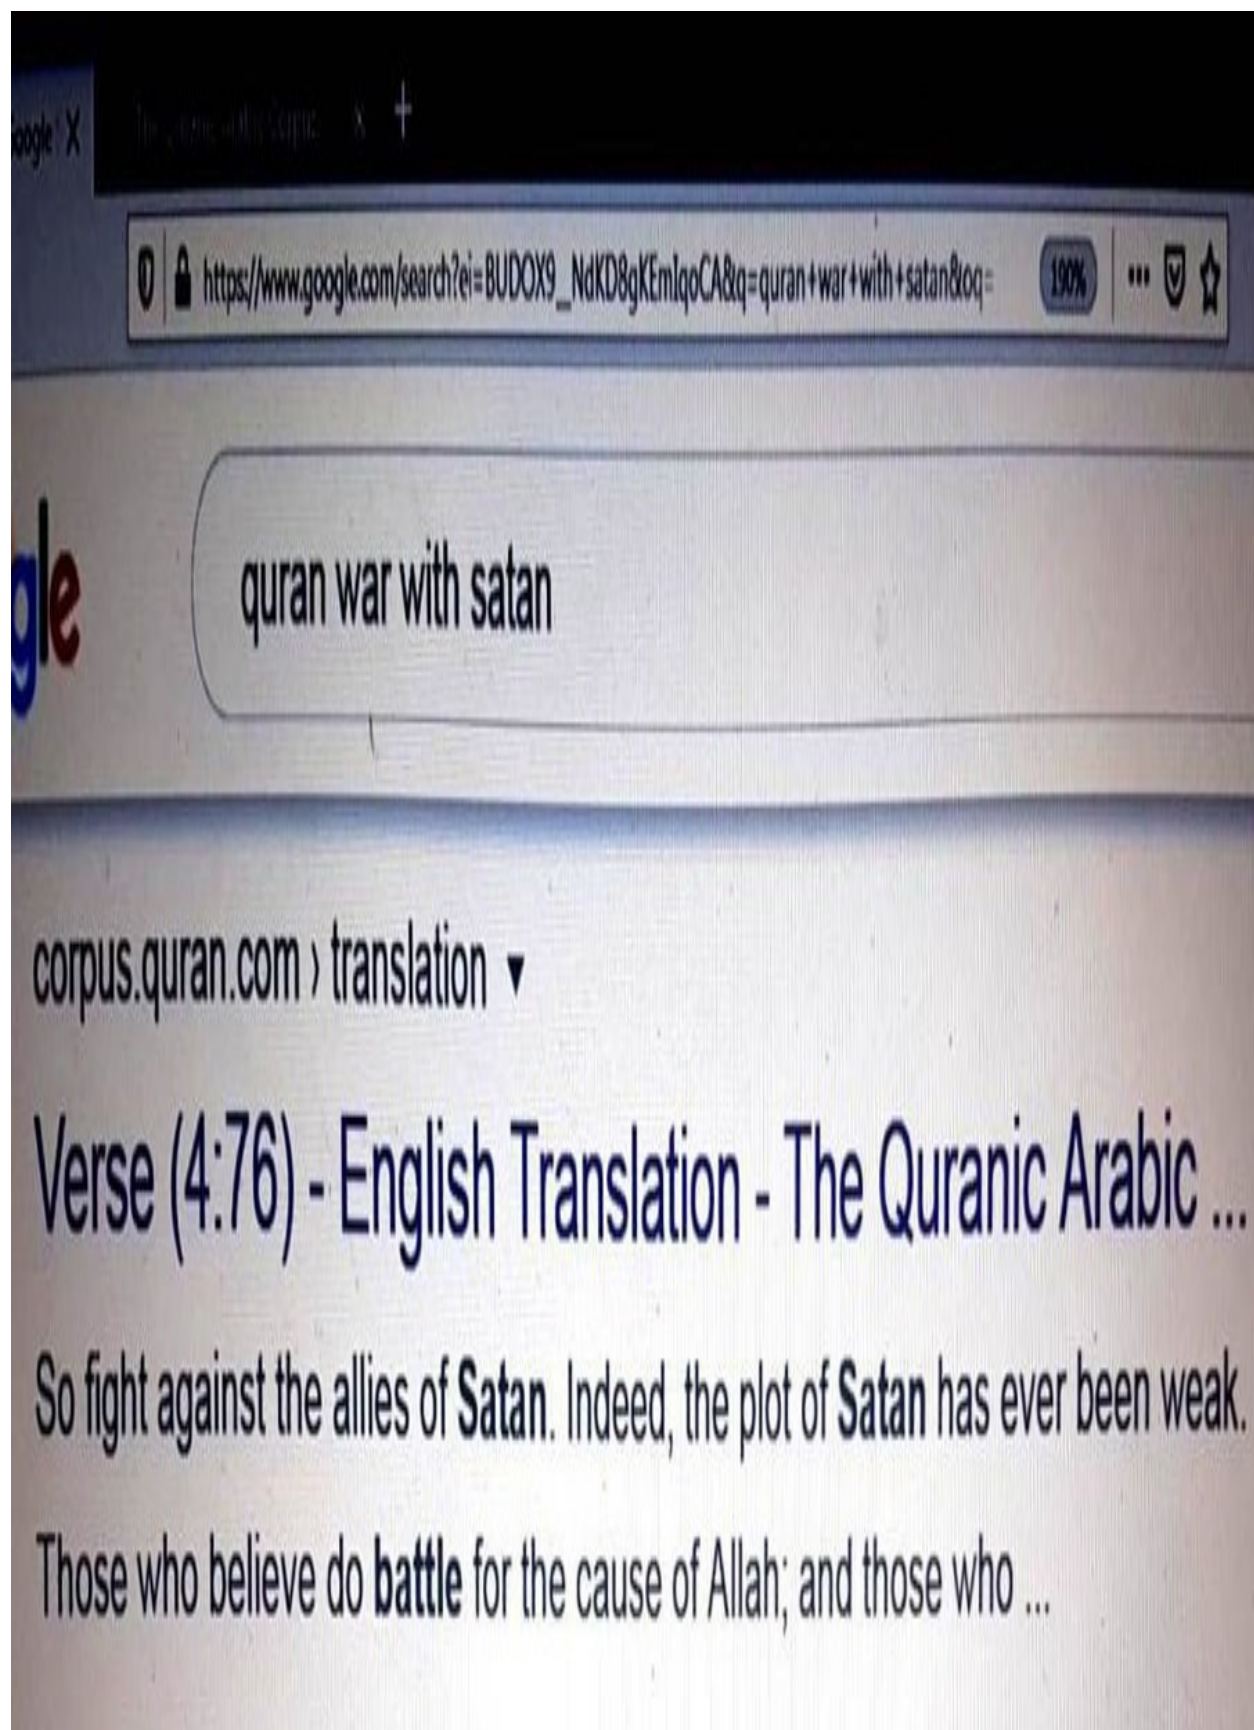 oogle X
+
https://www.google.com/search?ei=BUDOX9_NdKD8gKEmIqoCA&q=quran+war+with+satan&oq= 190% ...
gle quran war with satan
corpus.quran.com › translation ▼
Verse (4:76) - English Translation - The Quranic Arabic ...
So fight against the allies of Satan. Indeed, the plot of Satan has ever been weak.
Those who believe do battle for the cause of Allah; and those who ...